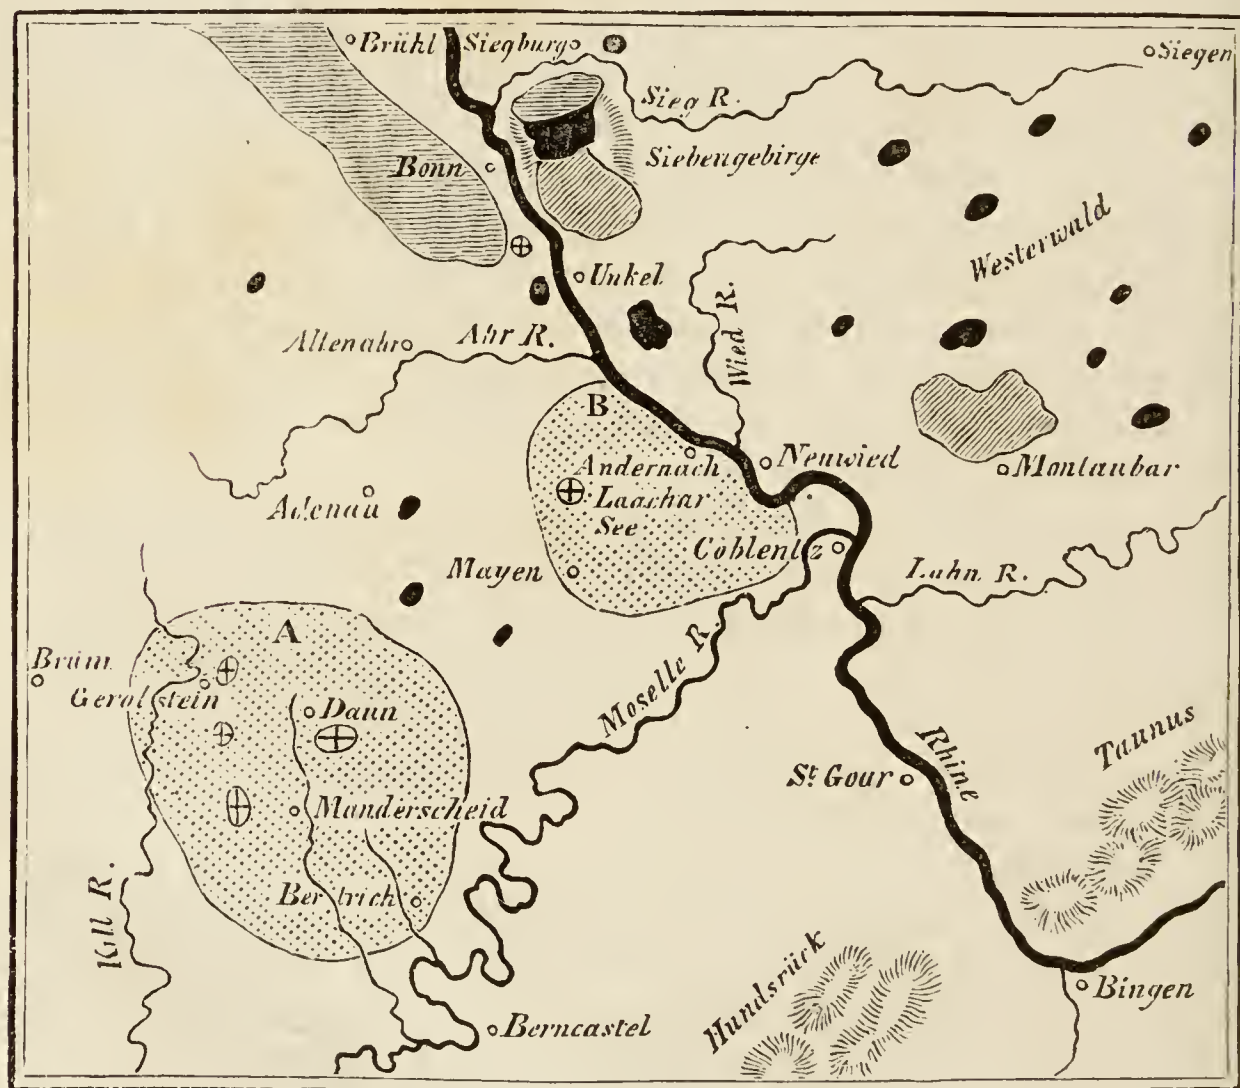 Brühl
Siegburg
Siegen
Sieg R.
Siebengebirge
Bonn
Westerwald
Unkel
Wied R.
Altenahr
Ahr R.
B
Andernach
Neuwied
Laachar
See
Montaubar
Adenau
Coblentz
Mayen
Lahn R.
A
Moselle R.
Brüm
Gerolstein
Daun
Rhine
Taunus
St. Gour
Manderscheid
Bertrich
Kill R.
Hundsrück
Bingen
Berncastel